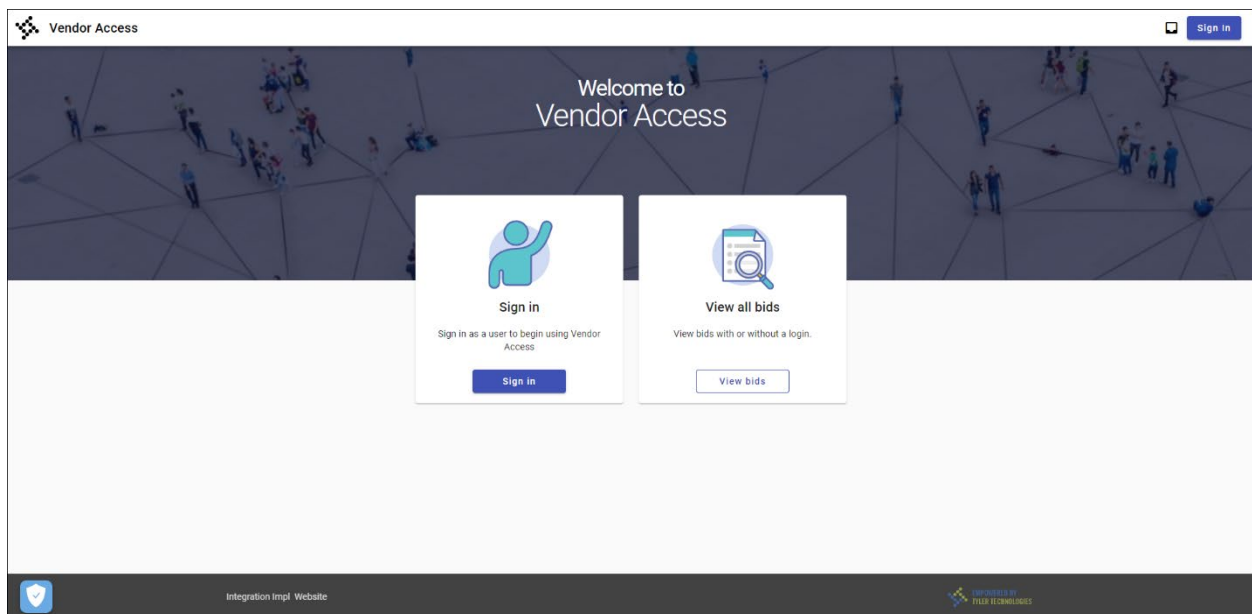 Vendor Access
Sign In
Welcome to
Vendor Access
Sign in
Sign in as a user to begin using Vendor
Access
Sign in
View all bids
View bids with or without a login.
View bids
Integration Impl Website
EMPOWERED BY
TYLER TECHNOLOGIES